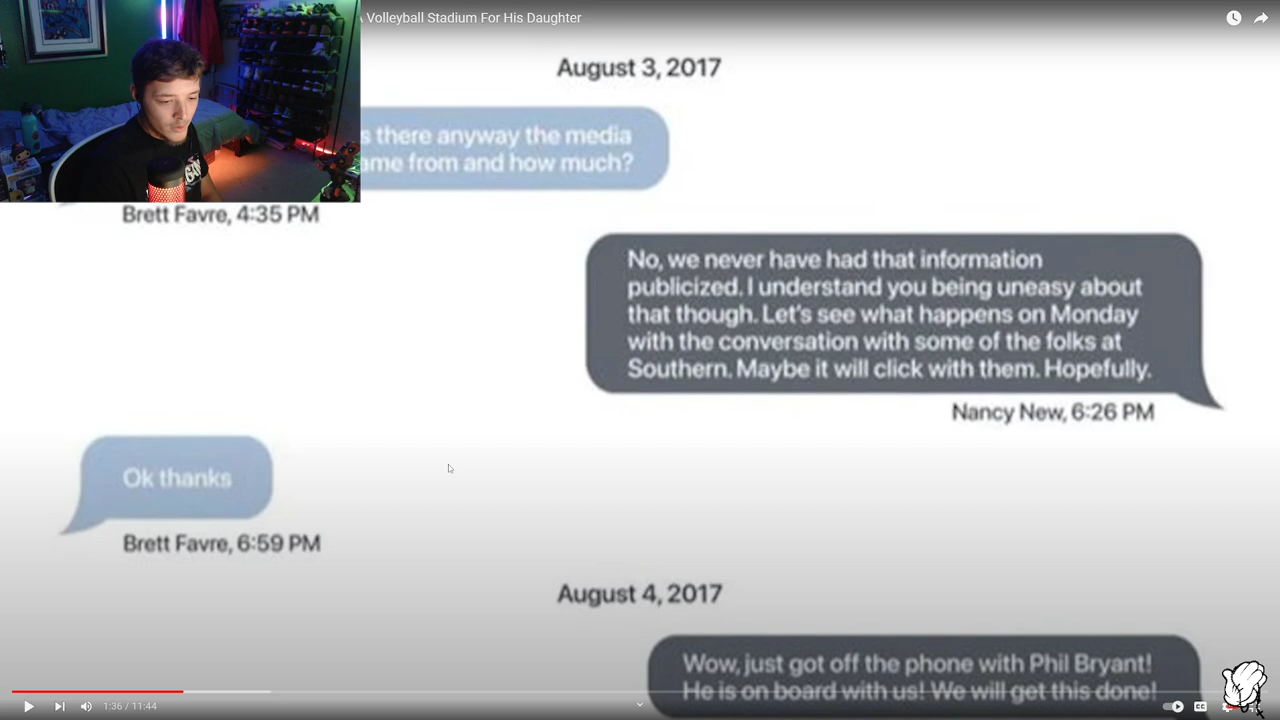 A Volleyball Stadium For His Daughter
August 3, 2017
s there anyway the media
ame from and how much?
Brett Favre, 4:35 PM
No, we never have had that information
publicized. I understand you being uneasy about
that though. Let's see what happens on Monday
with the conversation with some of the folks at
Southern. Maybe it will click with them. Hopefully.
Nancy New, 6:26 PM
Ok thanks
Brett Favre, 6:59 PM
August 4, 2017
Wow, just got off the phone with Phil Bryant!
He is on board with us! We will get this done!
1:36 / 11:44
CC